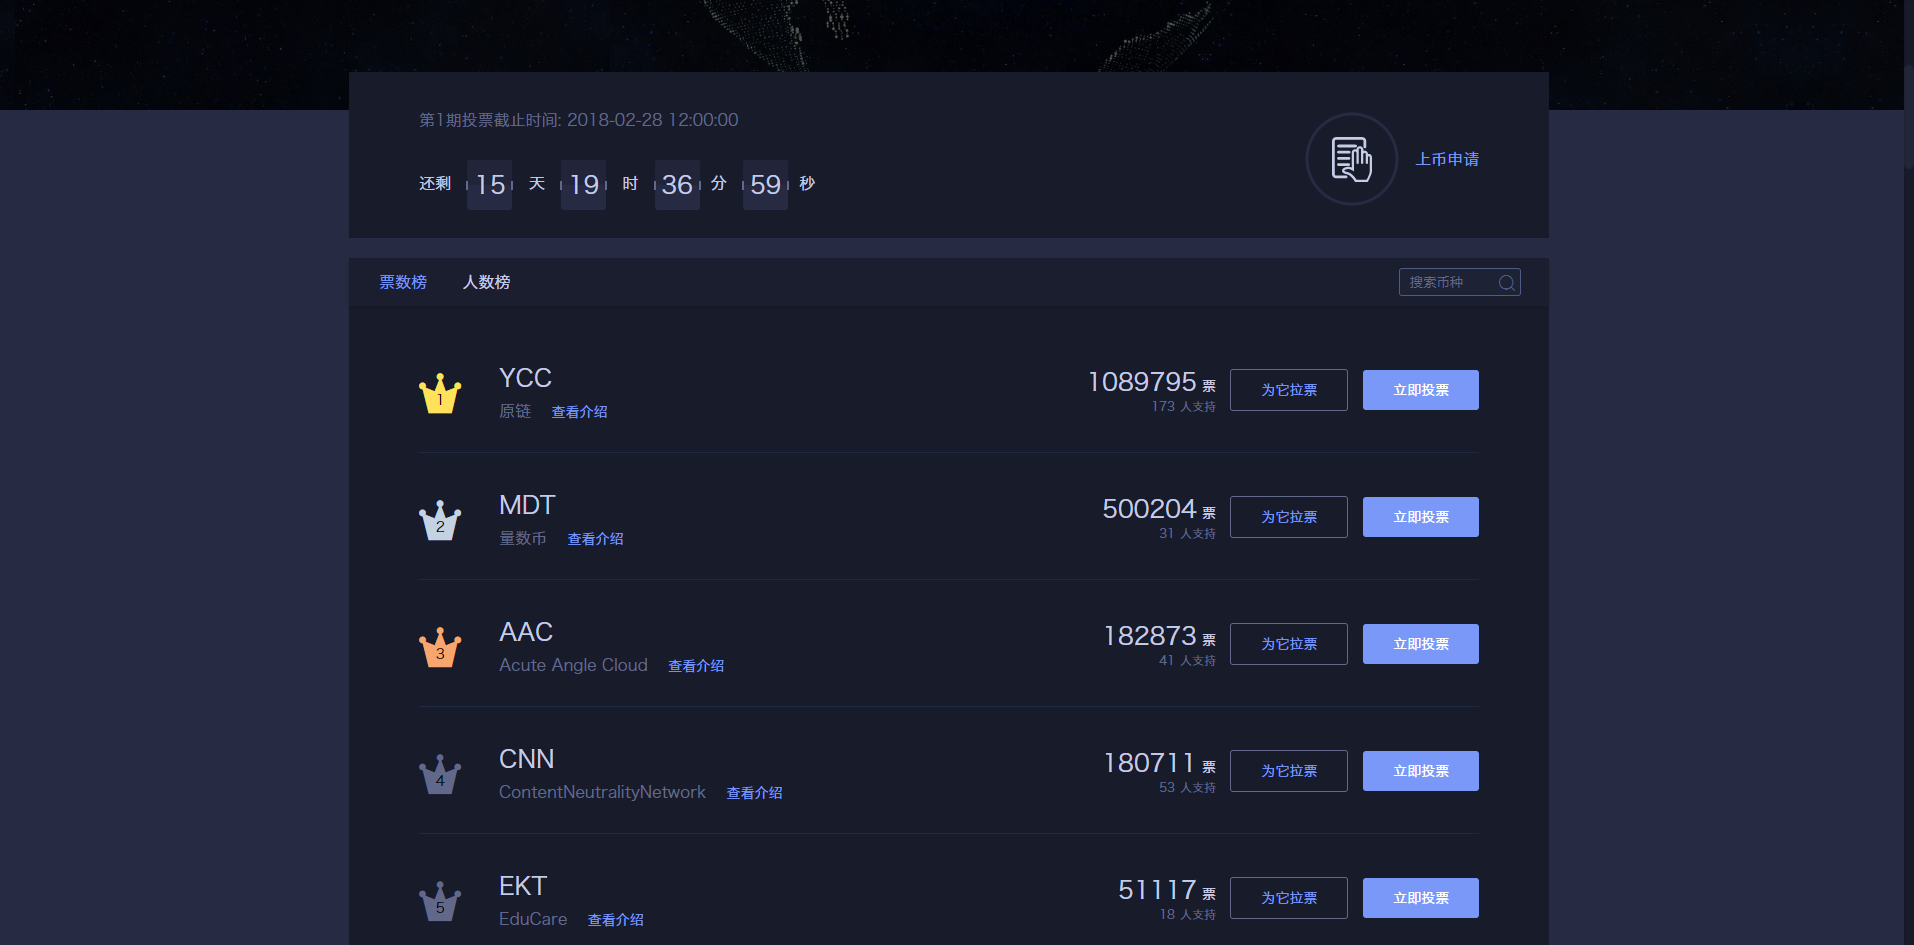 第1期投票截止时间: 2018-02-28 12:00:00
还剩 15 天 19 时 36 分 59 秒
上币申请
票数榜 人数榜 搜索币种
1 YCC 1089795 票 为它拉票 立即投票
原链 查看介绍 173 人支持
2 MDT 500204 票 为它拉票 立即投票
量数币 查看介绍 31 人支持
3 AAC 182873 票 为它拉票 立即投票
Acute Angle Cloud 查看介绍 41 人支持
4 CNN 180711 票 为它拉票 立即投票
ContentNeutralityNetwork 查看介绍 53 人支持
5 EKT 51117 票 为它拉票 立即投票
EduCare 查看介绍 18 人支持